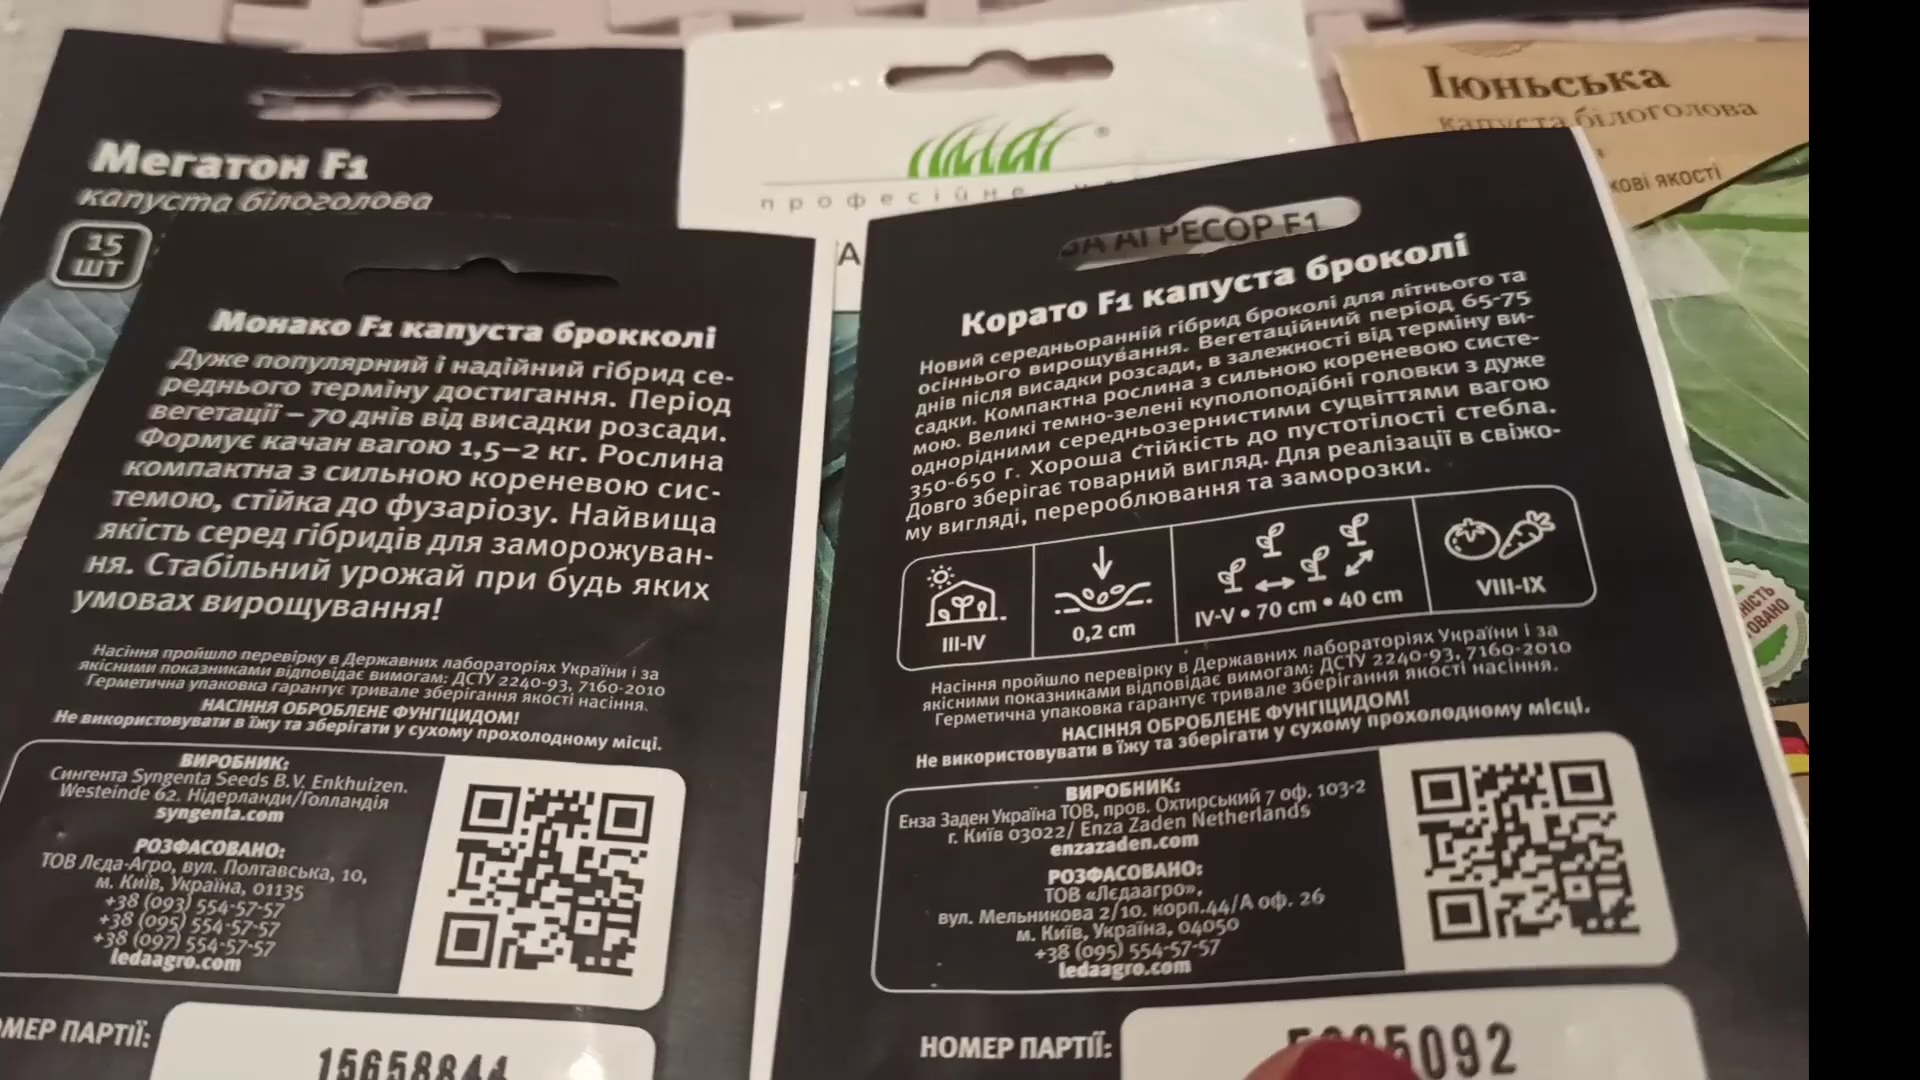 Мегатон F1
капуста білоголова
15
ШТ
професійне
Іюньська
капуста білоголова
кові якості
А
ЗА АГРЕСОР F1
Монако F1 капуста брокколі
Дуже популярний і надійний гібрид се-
реднього терміну достигання. Період
вегетації – 70 днів від висадки розсади.
Формує качан вагою 1,5–2 кг. Рослина
компактна з сильною кореневою сис-
темою, стійка до фузаріозу. Найвища
якість серед гібридів для заморожуван-
ня. Стабільний урожай при будь яких
умовах вирощування!
Насіння пройшло перевірку в Державних лабораторіях України і за
якісними показниками відповідає вимогам: ДСТУ 2240-93, 7160-2010
Герметична упаковка гарантує тривале зберігання якості насіння.
НАСІННЯ ОБРОБЛЕНЕ ФУНГІЦИДОМ!
Не використовувати в їжу та зберігати у сухому прохолодному місці.
ВИРОБНИК:
Сингента Syngenta Seeds B.V. Enkhuizen.
Westeinde 62. Нідерланди/Голландія
syngenta.com
РОЗФАСОВАНО:
ТОВ Лєда-Агро, вул. Полтавська, 10,
м. Київ, Україна, 01135
+38 (093) 554-57-57
+38 (095) 554-57-57
+38 (097) 554-57-57
ledaagro.com
ОМЕР ПАРТІЇ:
15658844
Корато F1 капуста броколі
Новий середньоранній гібрид броколі для літнього та
осіннього вирощування. Вегетаційний період 65-75
днів після висадки розсади, в залежності від терміну ви-
садки. Компактна рослина з сильною кореневою систе-
мою. Великі темно-зелені куполоподібні головки з дуже
однорідними середньозернистими суцвіттями вагою
350-650 г. Хороша стійкість до пустотілості стебла.
Довго зберігає товарний вигляд. Для реалізації в свіжо-
му вигляді, перероблювання та заморозки.
III-IV
0,2 cm
IV-V • 70 cm • 40 cm
VIII-IX
Насіння пройшло перевірку в Державних лабораторіях України і за
якісними показниками відповідає вимогам: ДСТУ 2240-93, 7160-2010
Герметична упаковка гарантує тривале зберігання якості насіння.
НАСІННЯ ОБРОБЛЕНЕ ФУНГІЦИДОМ!
Не використовувати в їжу та зберігати у сухому прохолодному місці.
ВИРОБНИК:
Енза Заден Україна ТОВ, пров. Охтирський 7 оф. 103-2
г. Київ 03022/ Enza Zaden Netherlands
enzazaden.com
РОЗФАСОВАНО:
ТОВ «Лєдаагро»,
вул. Мельникова 2/10. корп.44/А оф. 26
м. Київ, Україна, 04050
+38 (095) 554-57-57
ledaagro.com
НОМЕР ПАРТІЇ:
5092